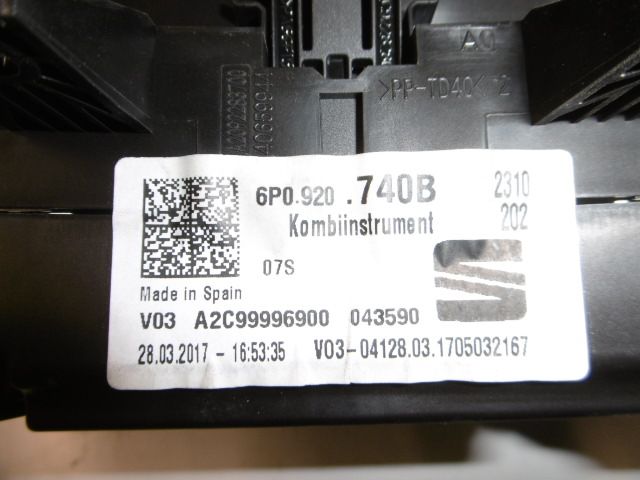 >PP-TD40<
A2C99288700
6P0.920 .740B 2310
Kombiinstrument 202
07S
Made in Spain
V03 A2C99996900 043590
28.03.2017 - 16:53:35 V03-04128.03.1705032167